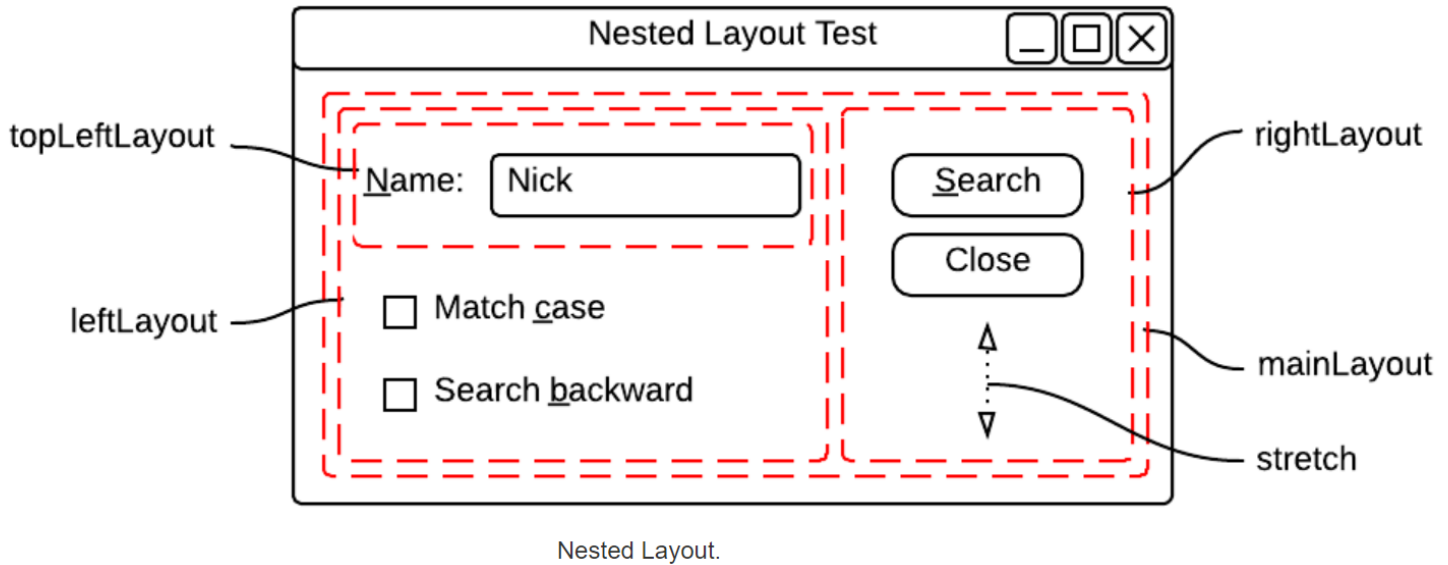 Nested Layout Test
topLeftLayout
rightLayout
Name: Nick
Search
Close
leftLayout
Match case
mainLayout
Search backward
stretch
Nested Layout.